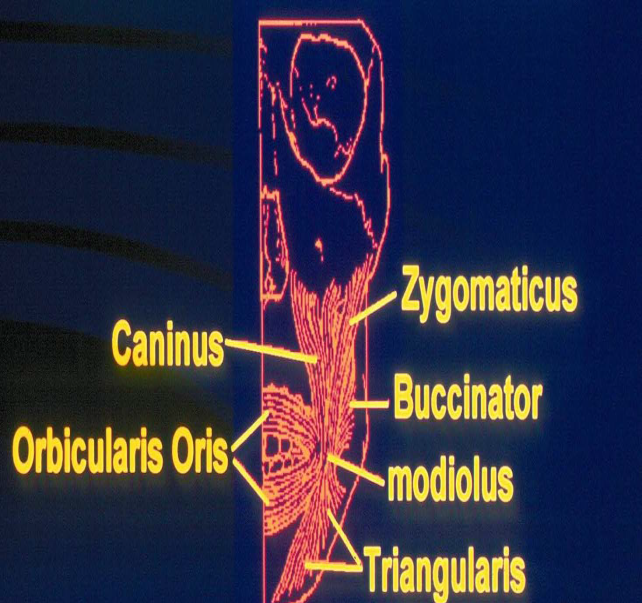 Zygomaticus
Caninus
Buccinator
Orbicularis Oris
modiolus
Triangularis